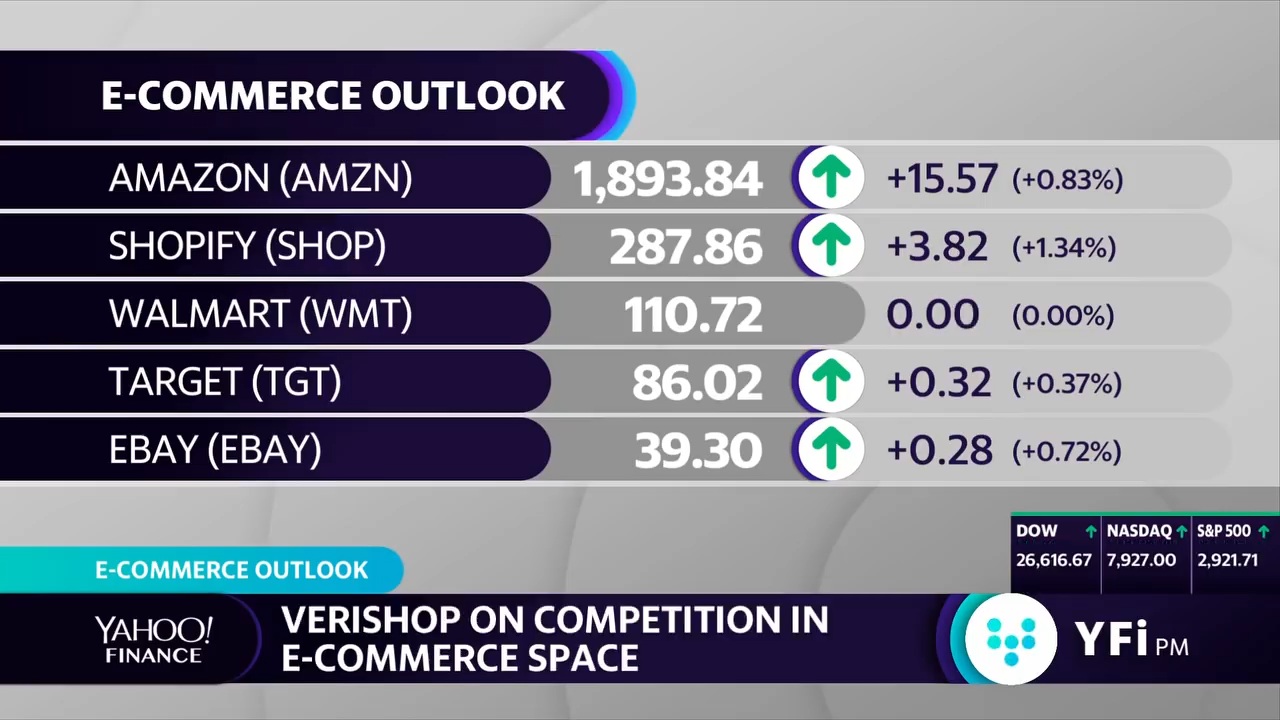 E-COMMERCE OUTLOOK
AMAZON (AMZN) 1,893.84 +15.57 (+0.83%)
SHOPIFY (SHOP) 287.86 +3.82 (+1.34%)
WALMART (WMT) 110.72 0.00 (0.00%)
TARGET (TGT) 86.02 +0.32 (+0.37%)
EBAY (EBAY) 39.30 +0.28 (+0.72%)
DOW NASDAQ S&P 500
26,616.67 7,927.00 2,921.71
E-COMMERCE OUTLOOK
YAHOO!
FINANCE
VERISHOP ON COMPETITION IN
E-COMMERCE SPACE
YFi PM